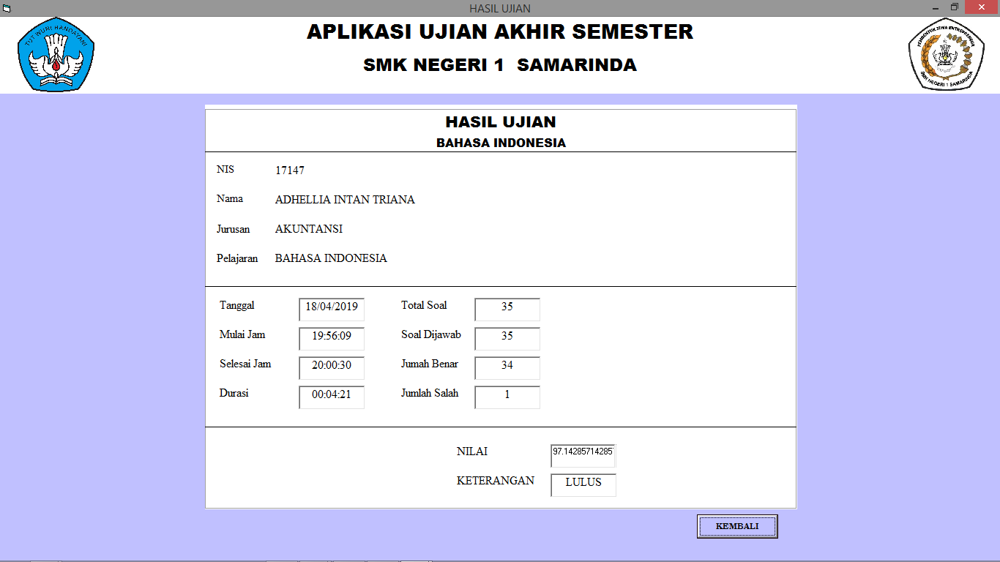 HASIL UJIAN
TUT WURI HANDAYANI
APLIKASI UJIAN AKHIR SEMESTER
SMK NEGERI 1 SAMARINDA
PEMBENTUK JIWA ENTREPRENEUR
SMK NEGERI 1 SAMARINDA
HASIL UJIAN
BAHASA INDONESIA
NIS 17147
Nama ADHELLIA INTAN TRIANA
Jurusan AKUNTANSI
Pelajaran BAHASA INDONESIA
Tanggal 18/04/2019 Total Soal 35
Mulai Jam 19:56:09 Soal Dijawab 35
Selesai Jam 20:00:30 Jumah Benar 34
Durasi 00:04:21 Jumlah Salah 1
NILAI 97.14285714285
KETERANGAN LULUS
KEMBALI